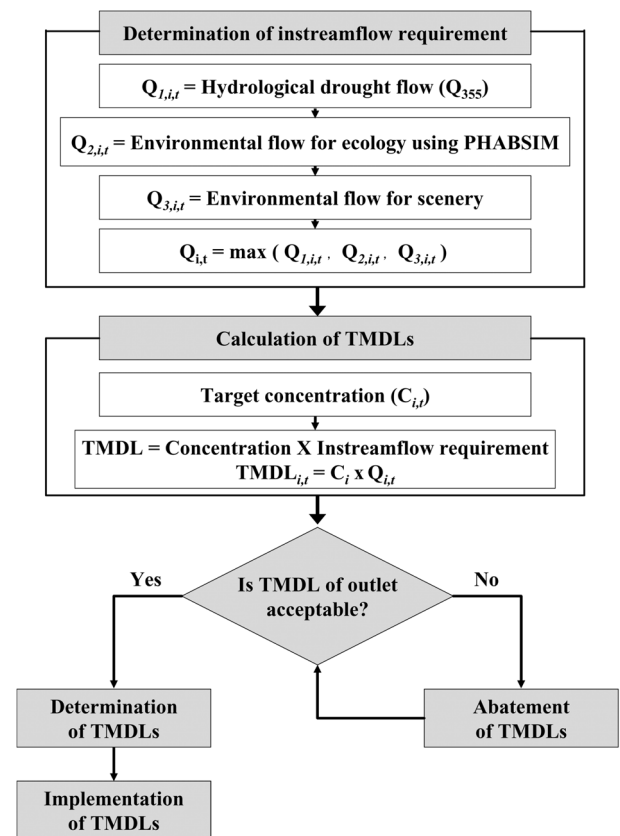 Determination of instreamflow requirement
Q1,i,t = Hydrological drought flow (Q355)
Q2,i,t = Environmental flow for ecology using PHABSIM
Q3,i,t = Environmental flow for scenery
Qi,t = max ( Q1,i,t , Q2,i,t , Q3,i,t )
Calculation of TMDLs
Target concentration (Ci,t)
TMDL = Concentration X Instreamflow requirement
TMDLi,t = Ci x Qi,t
Is TMDL of outlet
acceptable?
Yes
No
Determination
of TMDLs
Abatement
of TMDLs
Implementation
of TMDLs